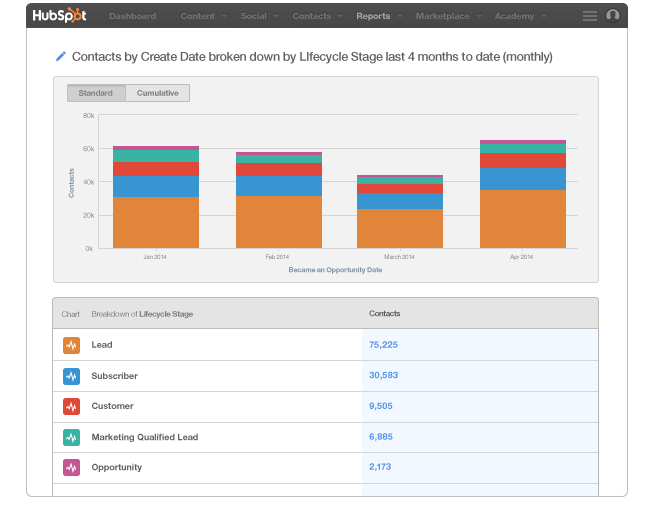 HubSpot Dashboard Content Social Contacts Reports Marketplace Academy
Contacts by Create Date broken down by LIfecycle Stage last 4 months to date (monthly)
Standard Cumulative
80k
60k
40k
20k
0k
Contacts
Jan 2014 Feb 2014 March 2014 Apr 2014
Became an Opportunity Date
Chart Breakdown of Lifecycle Stage Contacts
Lead 75,225
Subscriber 30,583
Customer 9,505
Marketing Qualified Lead 6,885
Opportunity 2,173